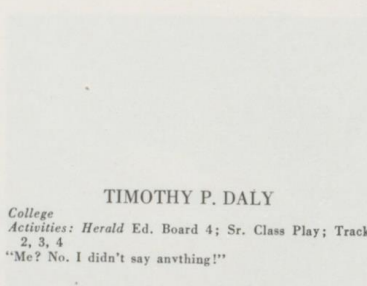 TIMOTHY P. DALY
College
Activities: Herald Ed. Board 4; Sr. Class Play; Track
2, 3, 4
"Me? No. I didn't say anything!"